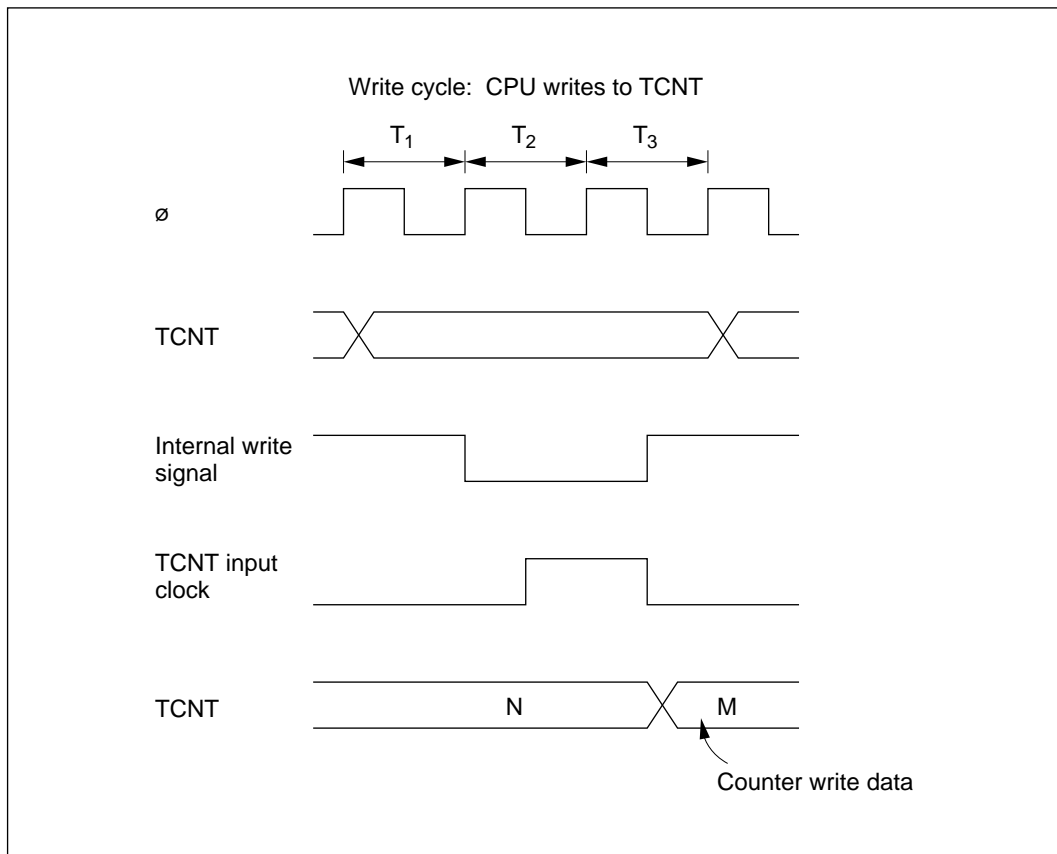 Write cycle: CPU writes to TCNT
T1 T2 T3
ø
TCNT
Internal write
signal
TCNT input
clock
TCNT
N M
Counter write data